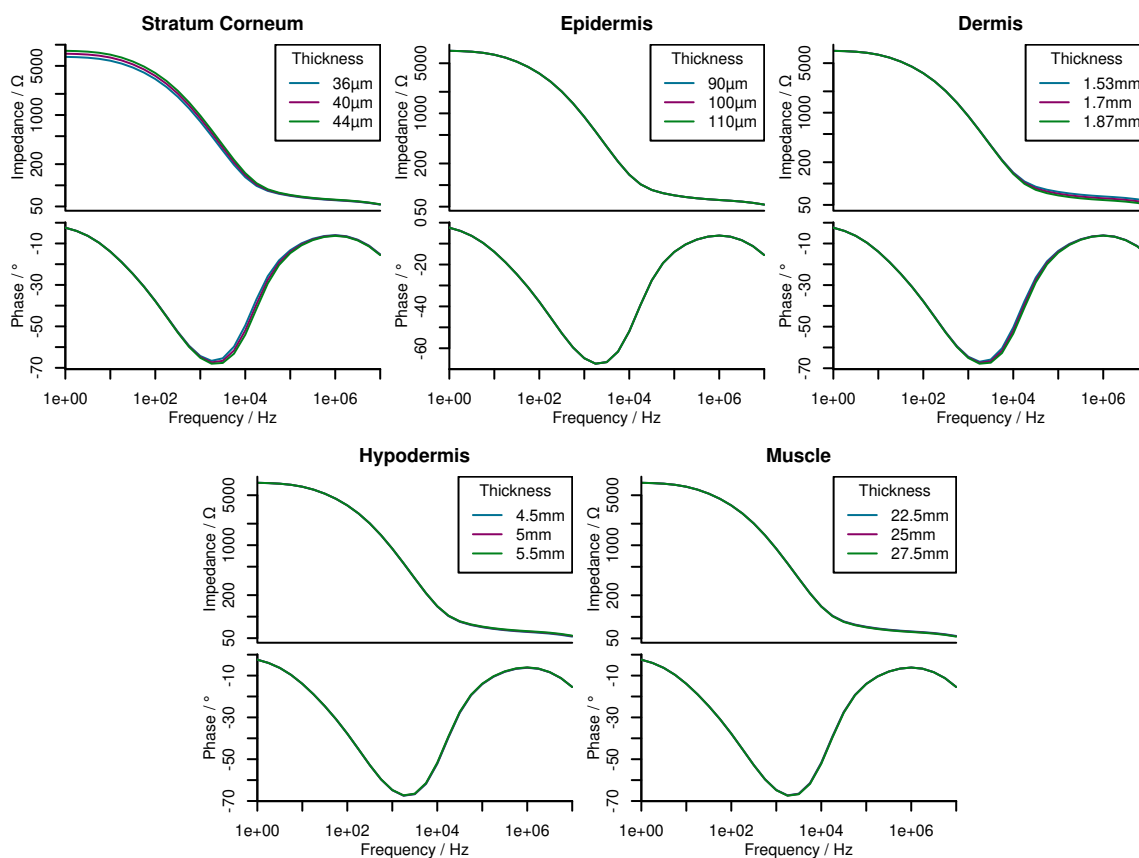 Stratum Corneum
Impedance / Ω
5000
1000
200
50
Thickness
36µm
40µm
44µm
Phase / °
-10
-30
-50
-70
1e+00
1e+02
1e+04
1e+06
Frequency / Hz
Epidermis
Impedance / Ω
5000
1000
200
50
Thickness
90µm
100µm
110µm
Phase / °
0
-20
-40
-60
1e+00
1e+02
1e+04
1e+06
Frequency / Hz
Dermis
Impedance / Ω
5000
1000
200
50
Thickness
1.53mm
1.7mm
1.87mm
Phase / °
-10
-30
-50
-70
1e+00
1e+02
1e+04
1e+06
Frequency / Hz
Hypodermis
Impedance / Ω
5000
1000
200
50
Thickness
4.5mm
5mm
5.5mm
Phase / °
-10
-30
-50
-70
1e+00
1e+02
1e+04
1e+06
Frequency / Hz
Muscle
Impedance / Ω
5000
1000
200
50
Thickness
22.5mm
25mm
27.5mm
Phase / °
-10
-30
-50
-70
1e+00
1e+02
1e+04
1e+06
Frequency / Hz